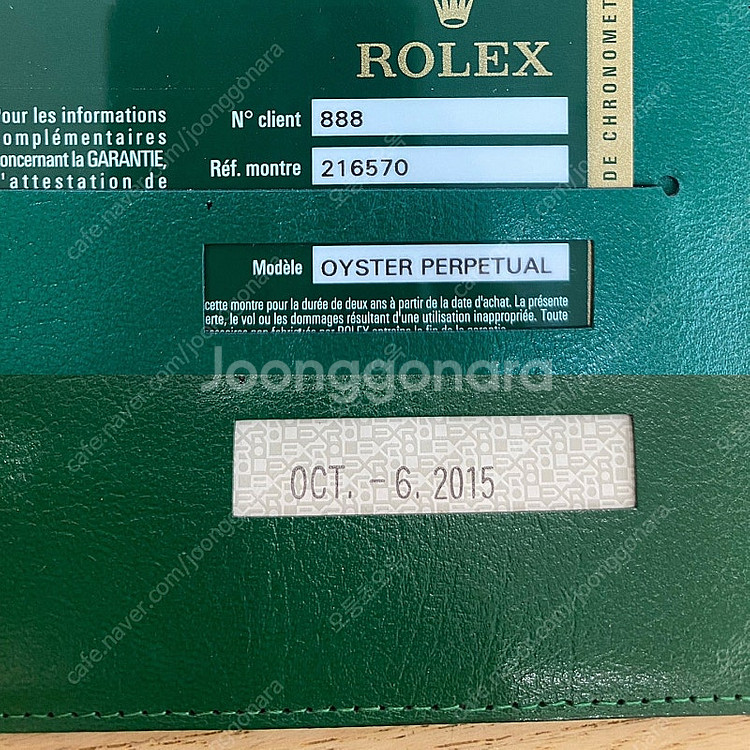 ROLEX
DE CHRONOMET
our les informations
omplémentaires
oncernant la GARANTIE,
'attestation de
N° client 888
Réf. montre 216570
Modèle OYSTER PERPETUAL
cette montre pour la durée de deux ans à partir de la date d'achat. La présente
erte, le vol ou les dommages résultant d'une utilisation inappropriée. Toute
Joonggonara
OCT. - 6. 2015
cafe.naver.com/joonggonara